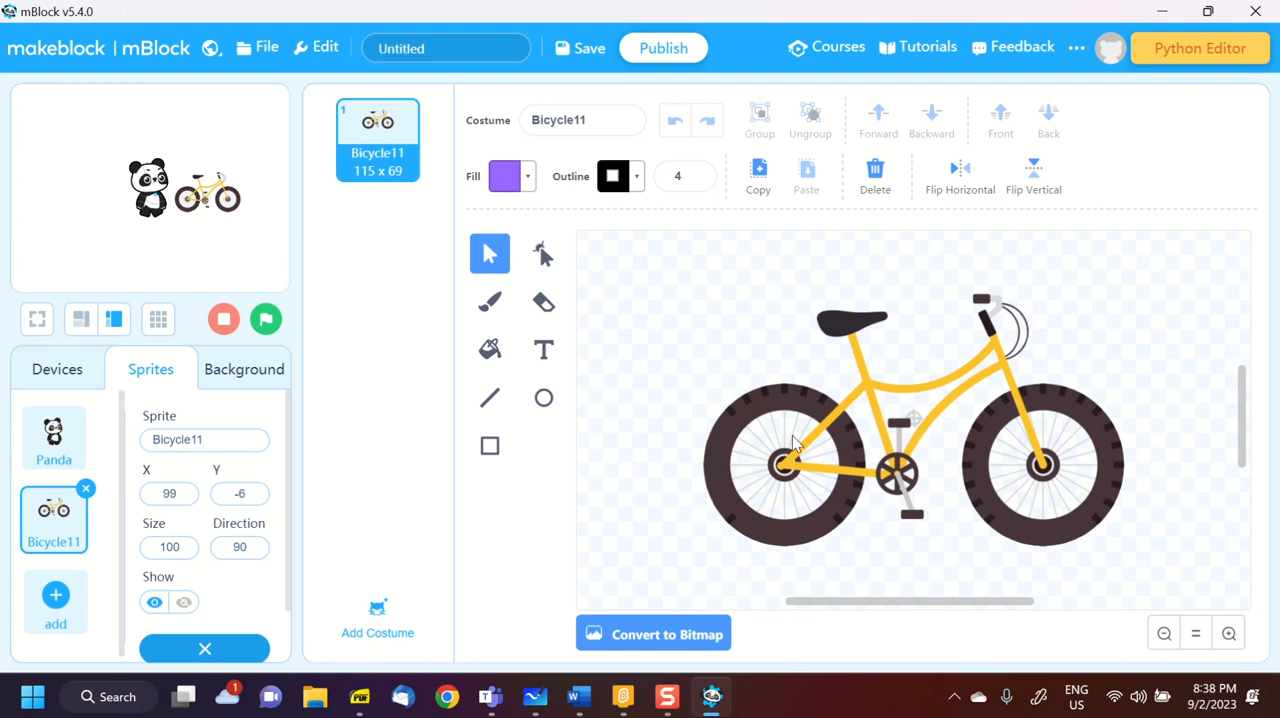 mBlock v5.4.0
makeblock | mBlock
File
Edit
Untitled
Save
Publish
Courses
Tutorials
Feedback
Python Editor
1
Bicycle11
115 x 69
Costume
Bicycle11
Group
Ungroup
Forward
Backward
Front
Back
Fill
Outline
4
Copy
Paste
Delete
Flip Horizontal
Flip Vertical
T
Devices
Sprites
Background
Panda
Bicycle11
add
Sprite
Bicycle11
X
Y
99
-6
Size
Direction
100
90
Show
Add Costume
Convert to Bitmap
Search
1
PDF
ENG
US
8:38 PM
9/2/2023